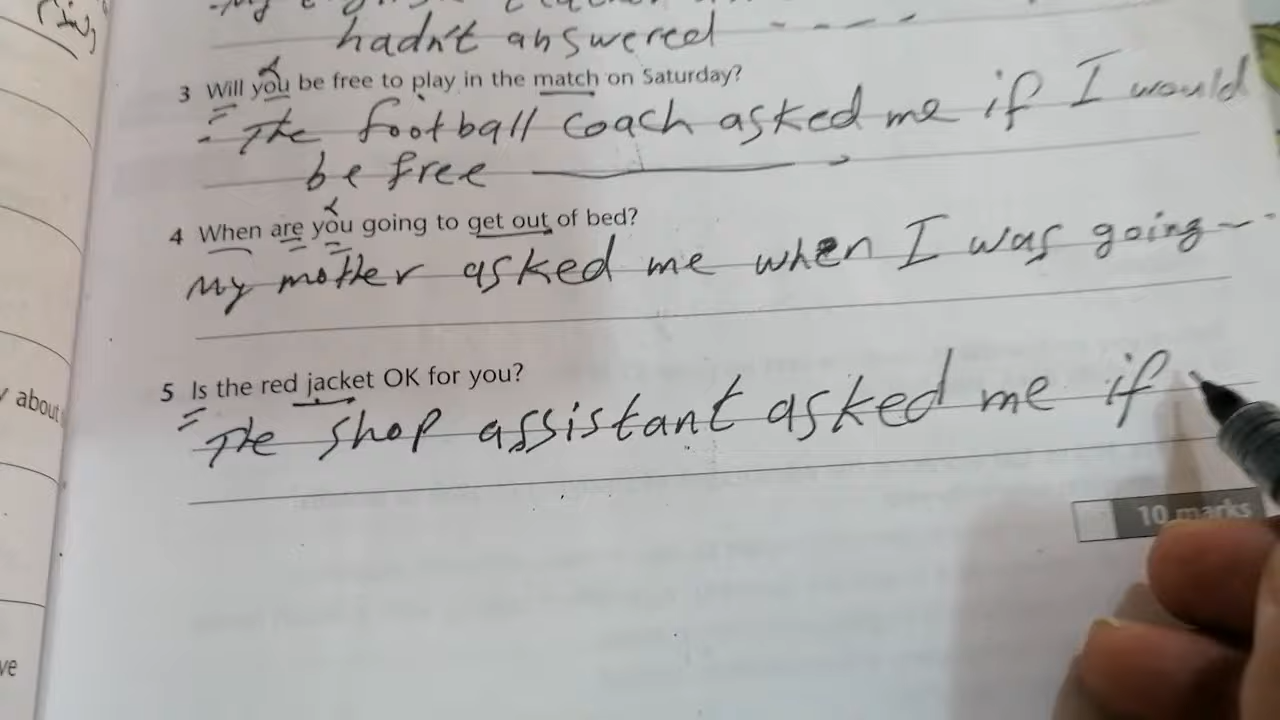 hadn't answered - - - -
3 Will you be free to play in the match on Saturday?
The football coach asked me if I would
be free
4 When are you going to get out of bed?
My mother asked me when I was going - -
5 Is the red jacket OK for you?
The shop assistant asked me if
10 marks
about
ve